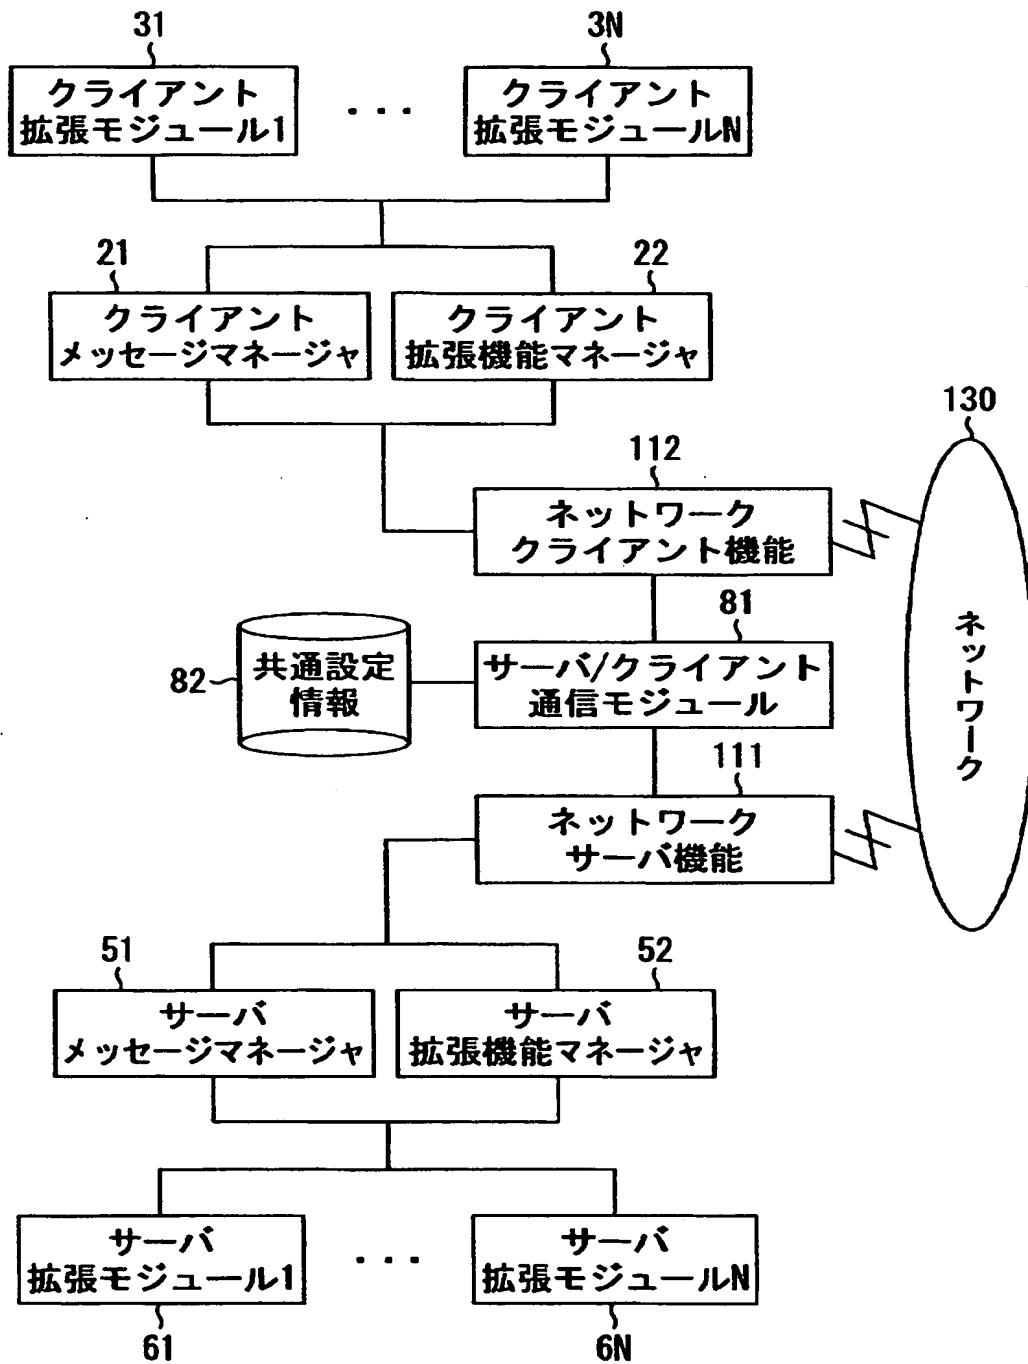 31
3N
クライアント
拡張モジュール1
. . .
クライアント
拡張モジュールN
21
22
クライアント
メッセージマネージャ
クライアント
拡張機能マネージャ
130
112
ネットワーク
クライアント機能
81
82
共通設定
情報
サーバ/クライアント
通信モジュール
ネットワーク
111
ネットワーク
サーバ機能
51
52
サーバ
メッセージマネージャ
サーバ
拡張機能マネージャ
サーバ
拡張モジュール1
. . .
サーバ
拡張モジュールN
61
6N